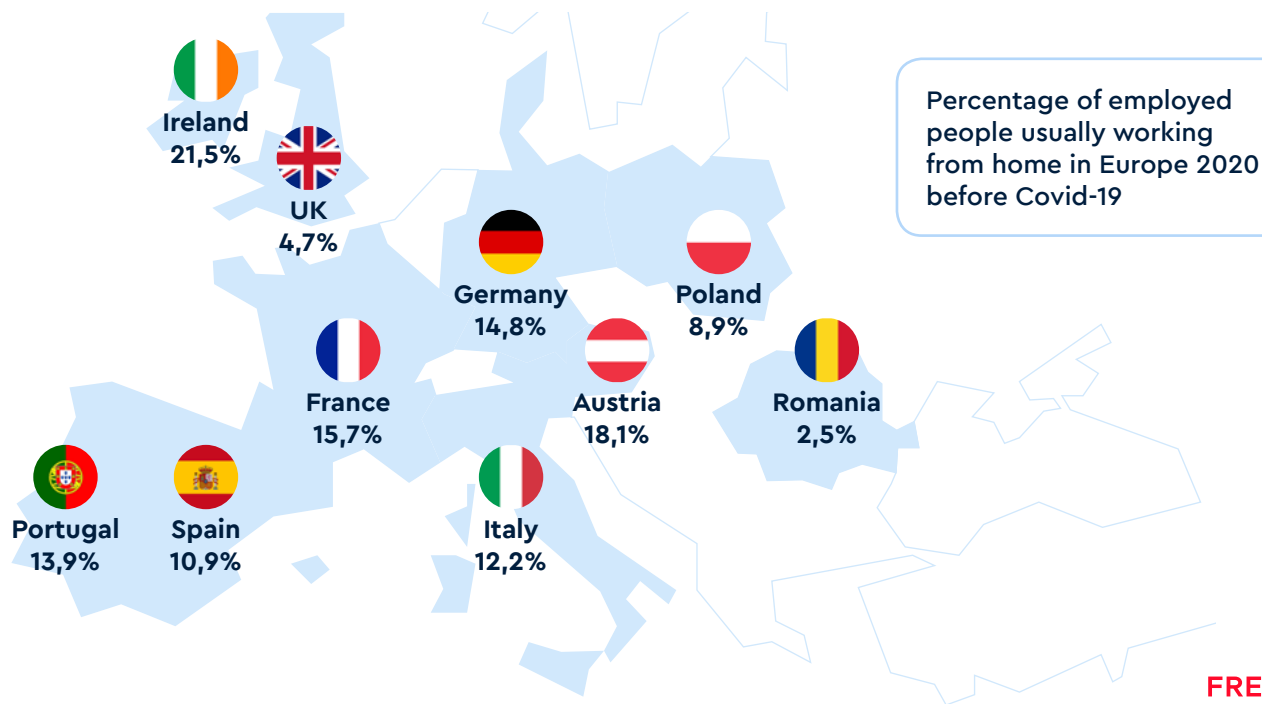 Ireland
21,5%
UK
4,7%
Percentage of employed
people usually working
from home in Europe 2020
before Covid-19
Germany
14,8%
Poland
8,9%
France
15,7%
Austria
18,1%
Romania
2,5%
Portugal
13,9%
Spain
10,9%
Italy
12,2%
FRE